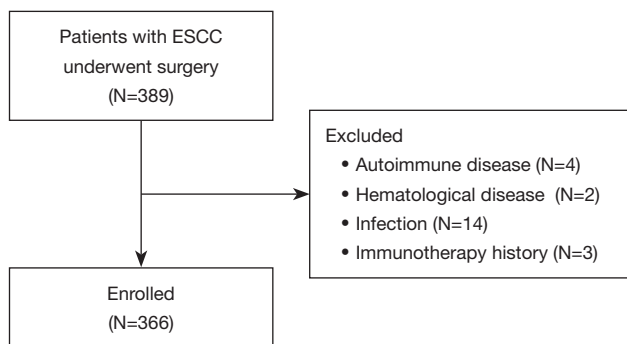 Patients with ESCC
underwent surgery
(N=389)
Excluded
• Autoimmune disease (N=4)
• Hematological disease (N=2)
• Infection (N=14)
• Immunotherapy history (N=3)
Enrolled
(N=366)